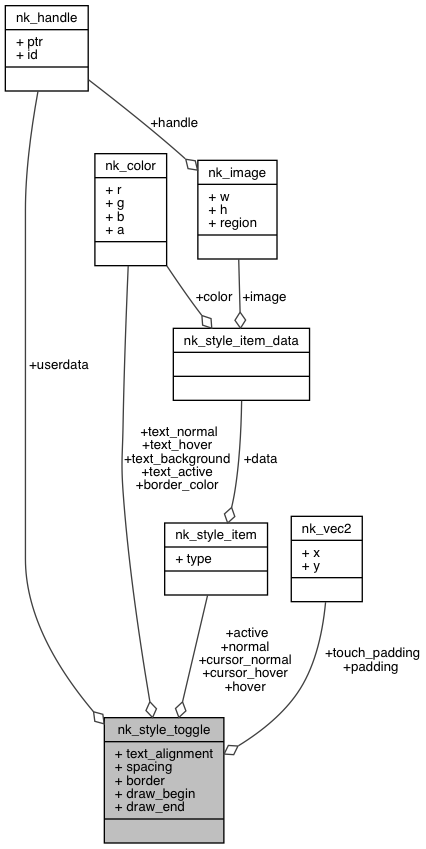 nk_handle
+ ptr
+ id
+handle
nk_color
+ r
+ g
+ b
+ a
nk_image
+ w
+ h
+ region
+color
+image
nk_style_item_data
+userdata
+text_normal
+text_hover
+text_background
+text_active
+border_color
+data
nk_style_item
+ type
nk_vec2
+ x
+ y
+active
+normal
+cursor_normal
+cursor_hover
+hover
+touch_padding
+padding
nk_style_toggle
+ text_alignment
+ spacing
+ border
+ draw_begin
+ draw_end